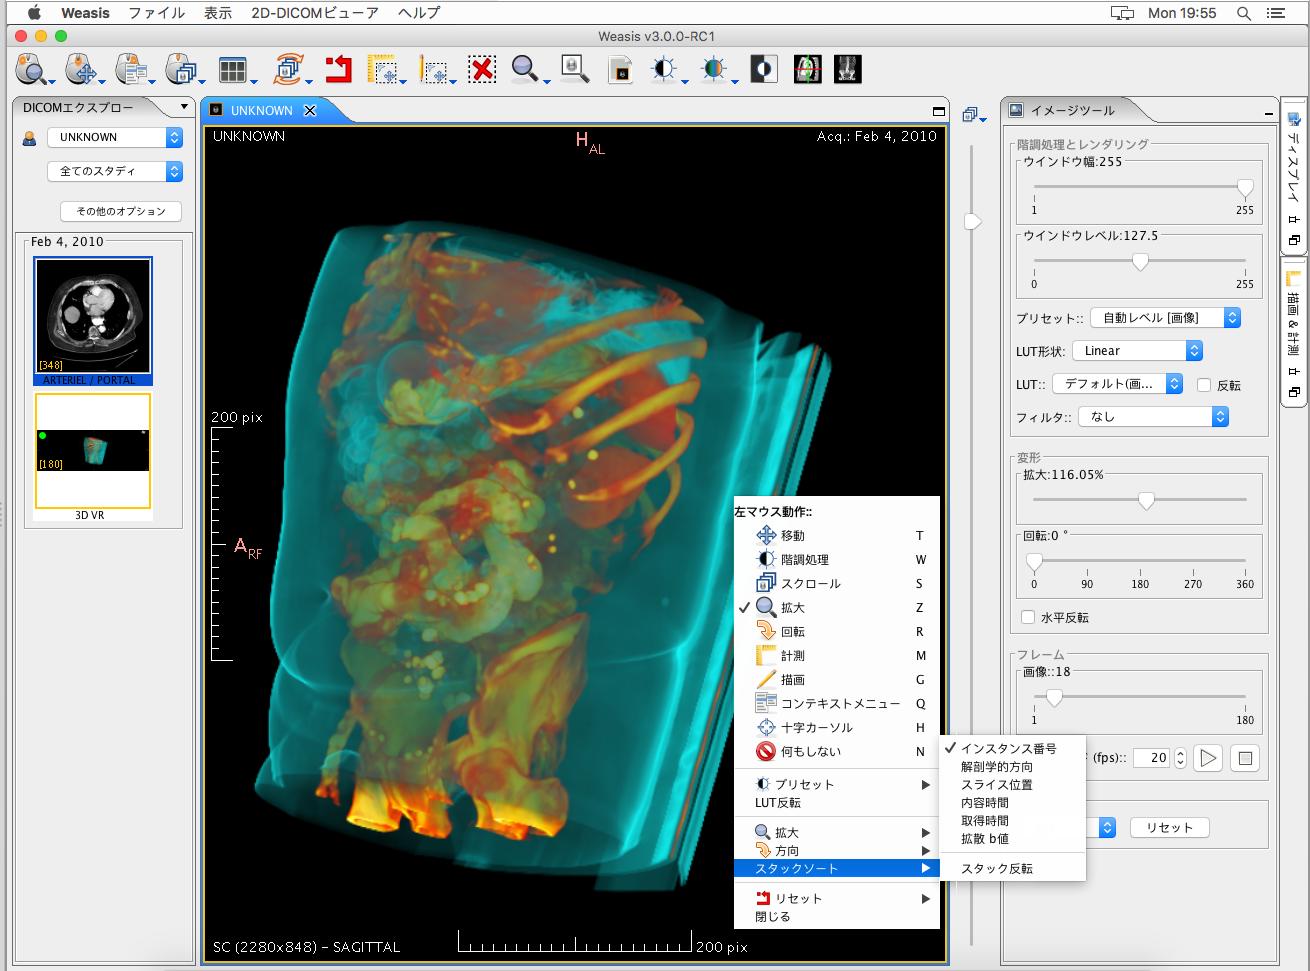 Weasis ファイル 表示 2D-DICOMビューア ヘルプ Mon 19:55
Weasis v3.0.0-RC1
DICOMエクスプロー
UNKNOWN
全てのスタディ
その他のオプション
Feb 4, 2010
[348]
ARTERIEL / PORTAL
[180]
3D VR
UNKNOWN
UNKNOWN
H AL
Acq.: Feb 4, 2010
200 pix
A RF
SC (2280x848) - SAGITTAL
200 pix
左マウス動作::
移動 T
階調処理 W
スクロール S
✓ 拡大 Z
回転 R
計測 M
描画 G
コンテキストメニュー Q
十字カーソル H
何もしない N
プリセット
LUT反転
拡大
方向
スタックソート
リセット
閉じる
✓ インスタンス番号
解剖学的方向
スライス位置
内容時間
取得時間
拡散 b値
スタック反転
イメージツール
階調処理とレンダリング
ウインドウ幅:255
1 255
ウインドウレベル:127.5
0 255
プリセット:: 自動レベル [画像]
LUT形状: Linear
LUT:: デフォルト(画... 反転
フィルタ:: なし
変形
拡大:116.05%
回転:0 °
0 90 180 270 360
水平反転
フレーム
画像::18
1 180
(fps):: 20
リセット
ディスプレイ
描画 & 計測